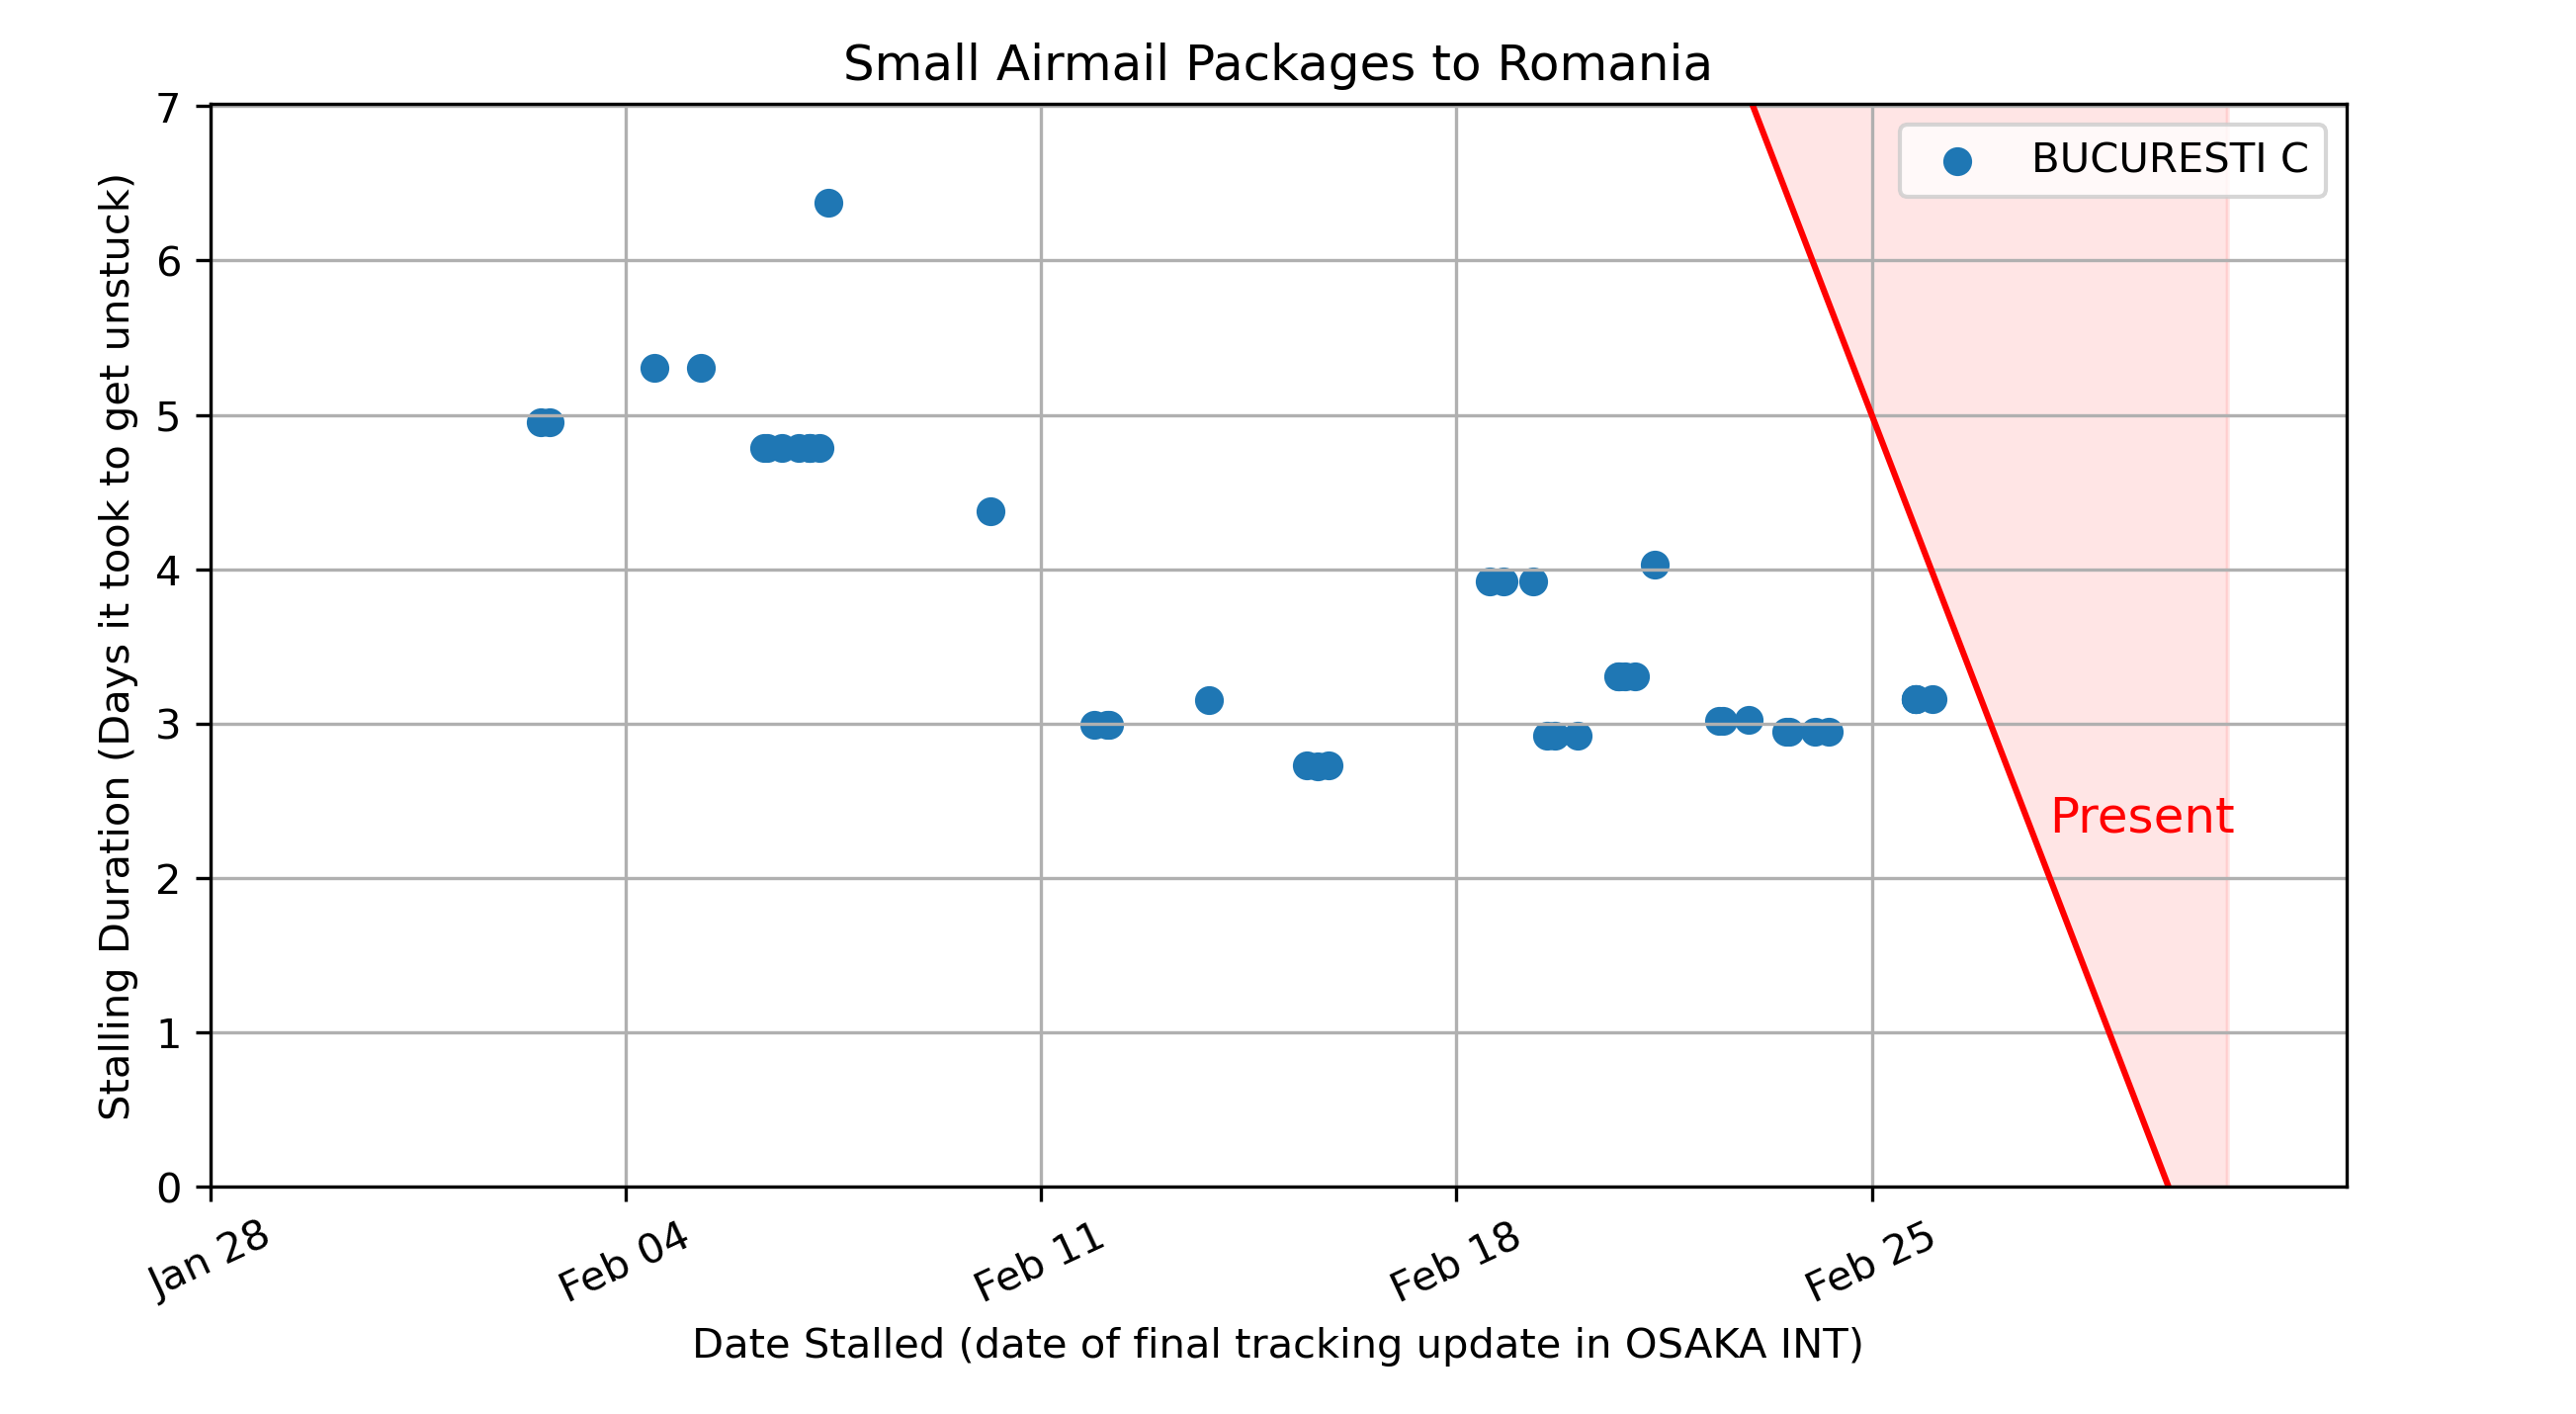 Small Airmail Packages to Romania
Stalling Duration (Days it took to get unstuck)
7
6
5
4
3
2
1
0
BUCURESTI C
Present
Jan 28
Feb 04
Feb 11
Feb 18
Feb 25
Date Stalled (date of final tracking update in OSAKA INT)